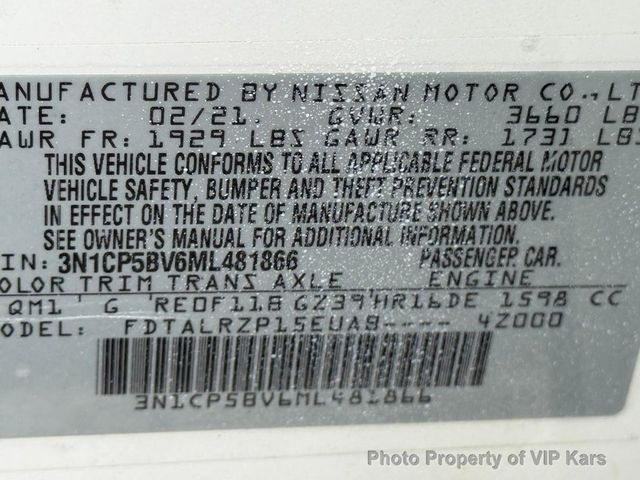 ANUFACTURED BY NISSAN MOTOR CO., LT
ATE: 02/21. GVWR: 3660 LB
AWR FR: 1929 LBS GAWR RR: 1731 LBS
THIS VEHICLE CONFORMS TO ALL APPLICABLE FEDERAL MOTOR
VEHICLE SAFETY, BUMPER AND THEFT PREVENTION STANDARDS
IN EFFECT ON THE DATE OF MANUFACTURE SHOWN ABOVE.
SEE OWNER'S MANUAL FOR ADDITIONAL INFORMATION
IN: 3N1CP5BV6ML481866 PASSENGER CAR.
OLOR TRIM TRANS AXLE ENGINE
QM1 G RE0F11B GZ39 HR16DE 1598 CC
ODEL: FDTALRZP15EUA9---- 4Z000
3N1CP5BV6ML481866
Photo Property of VIP Kars